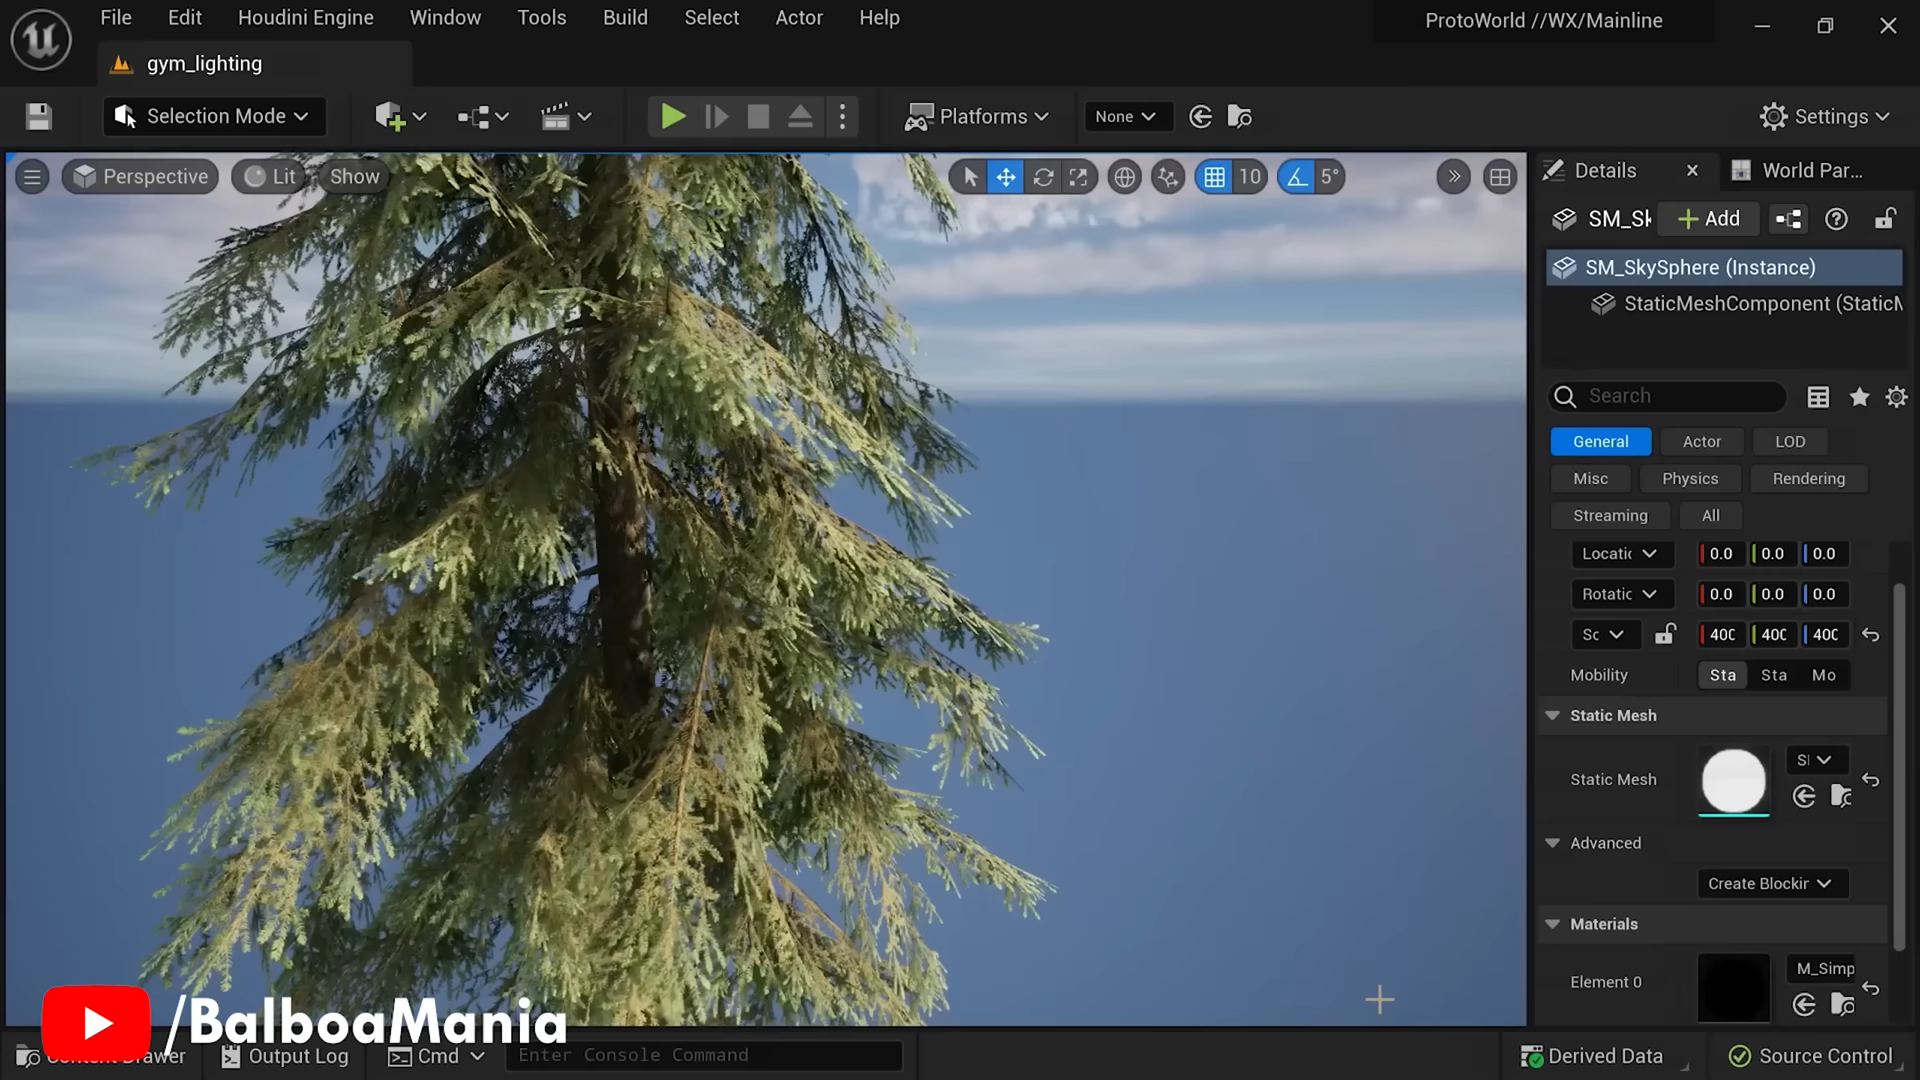 File Edit Houdini Engine Window Tools Build Select Actor Help
ProtoWorld //WX/Mainline
gym_lighting
Selection Mode
Platforms
None
Settings
Perspective
Lit
Show
10
5°
Details
World Par...
SM_Sk
Add
SM_SkySphere (Instance)
StaticMeshComponent (StaticM
Search
General Actor LOD
Misc Physics Rendering
Streaming All
Locatic 0.0 0.0 0.0
Rotatic 0.0 0.0 0.0
Sc 400 400 400
Mobility Sta Sta Mo
Static Mesh
Static Mesh
Advanced
Create Blockir
Materials
Element 0
M_Simp
/BalboaMania
Drawer
Output Log
Cmd
Enter Console Command
Derived Data
Source Control